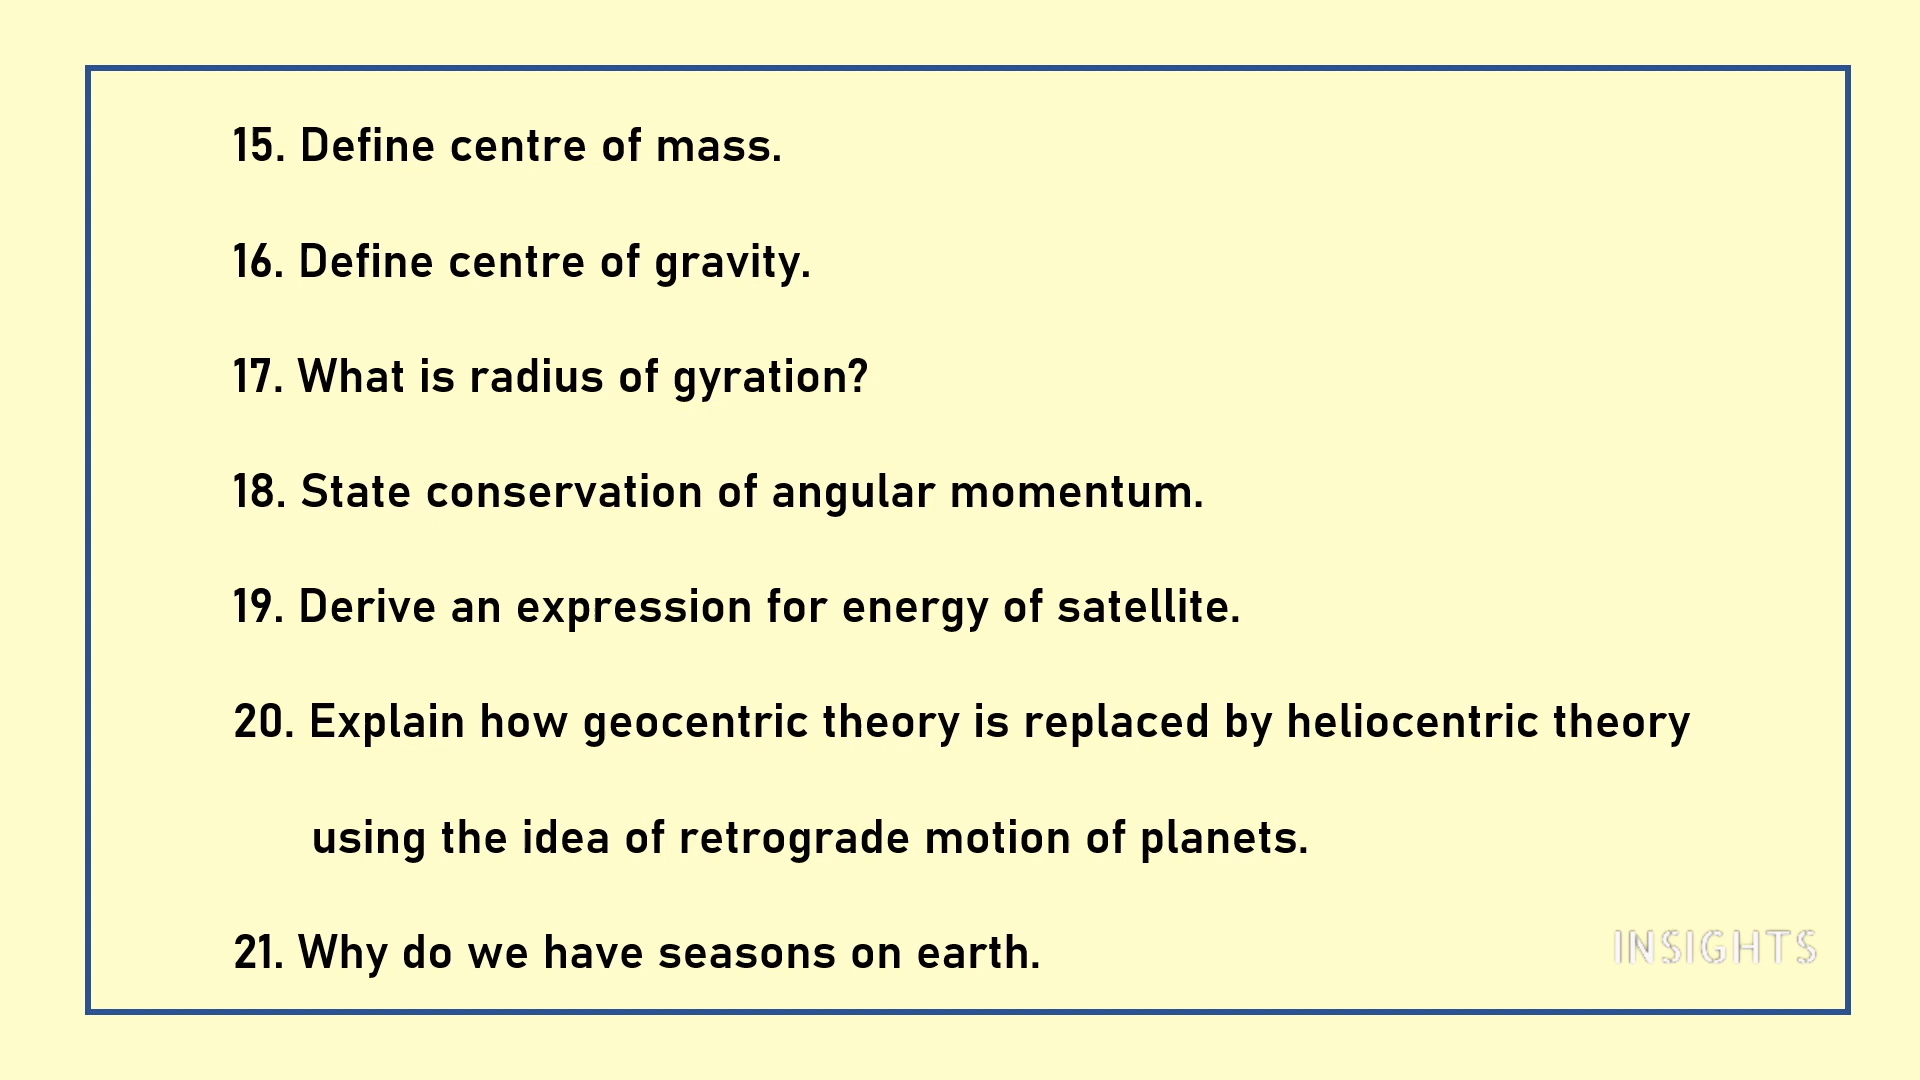 15. Define centre of mass.
16. Define centre of gravity.
17. What is radius of gyration?
18. State conservation of angular momentum.
19. Derive an expression for energy of satellite.
20. Explain how geocentric theory is replaced by heliocentric theory
using the idea of retrograde motion of planets.
21. Why do we have seasons on earth.
INSIGHTS